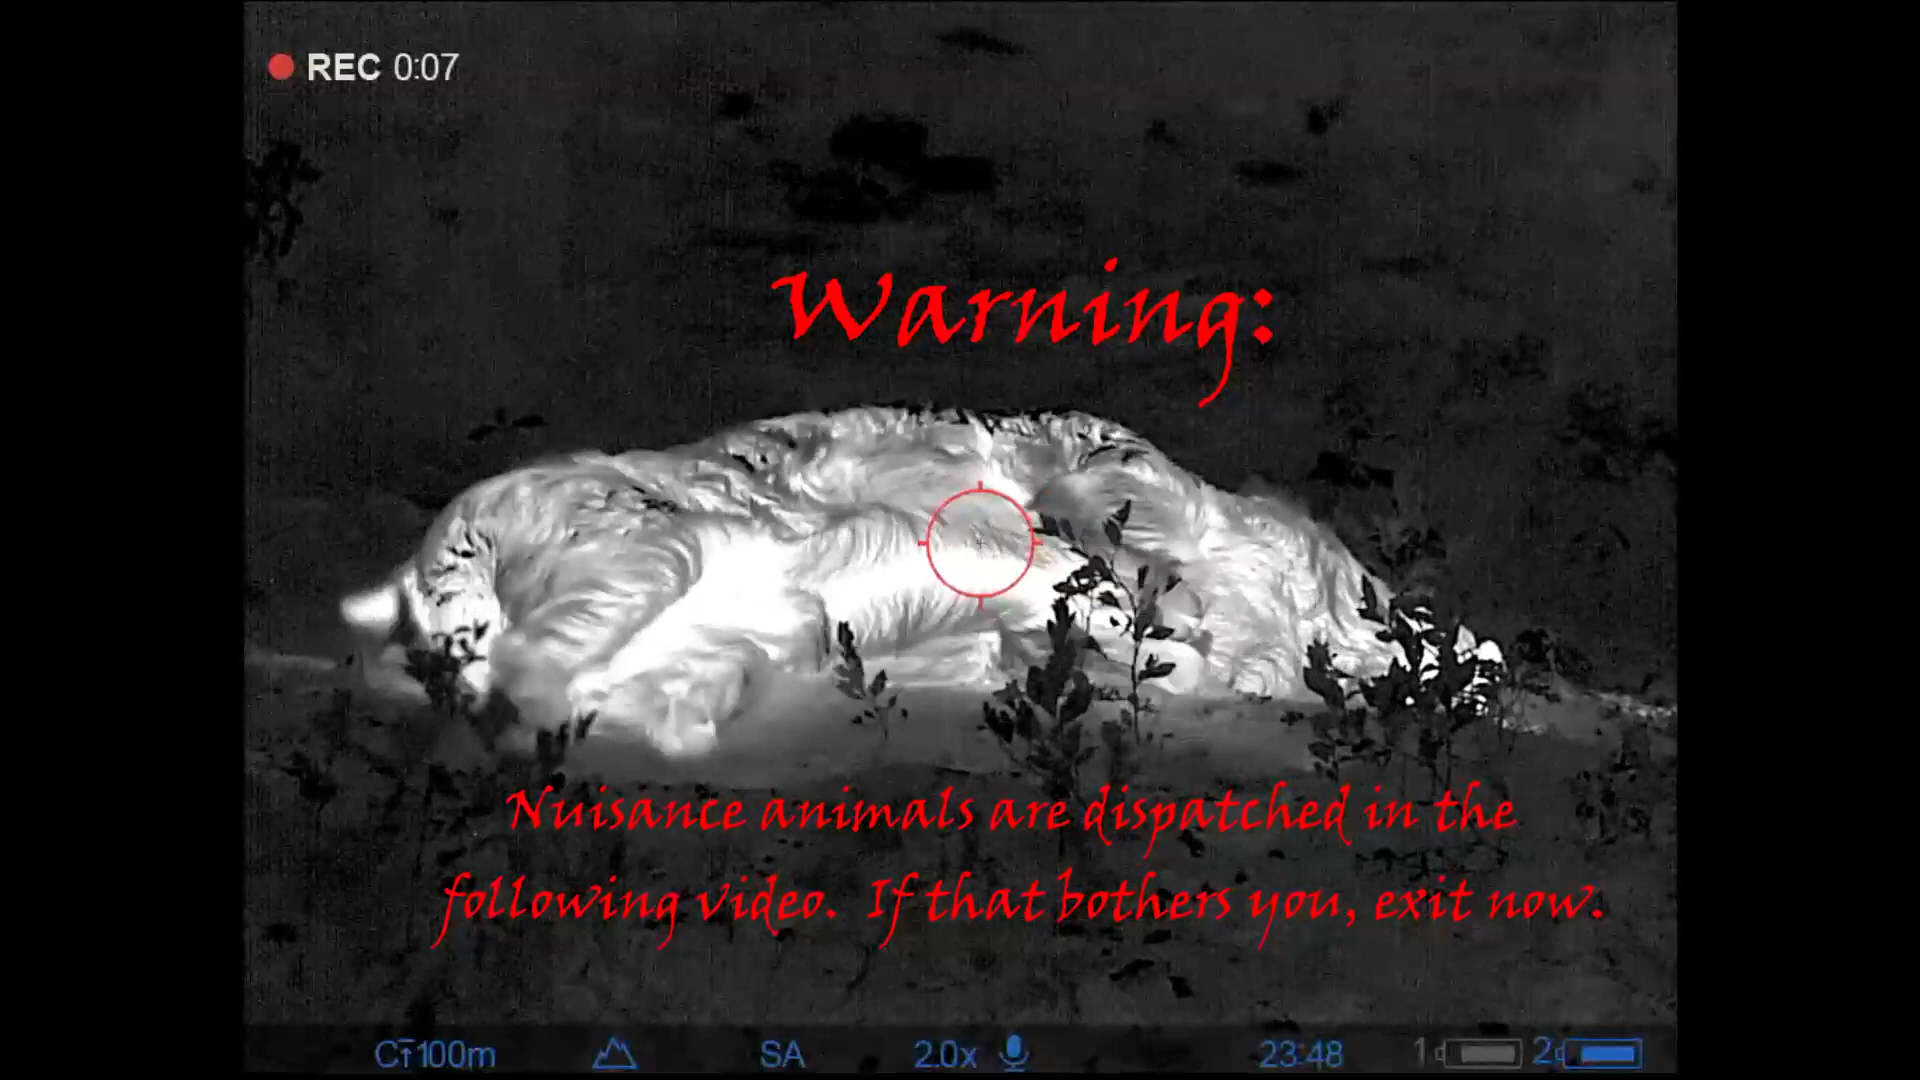 REC 0:07
Warning:
Nuisance animals are dispatched in the
following video. If that bothers you, exit now.
C↑100m SA 2.0x 23:48 1 2